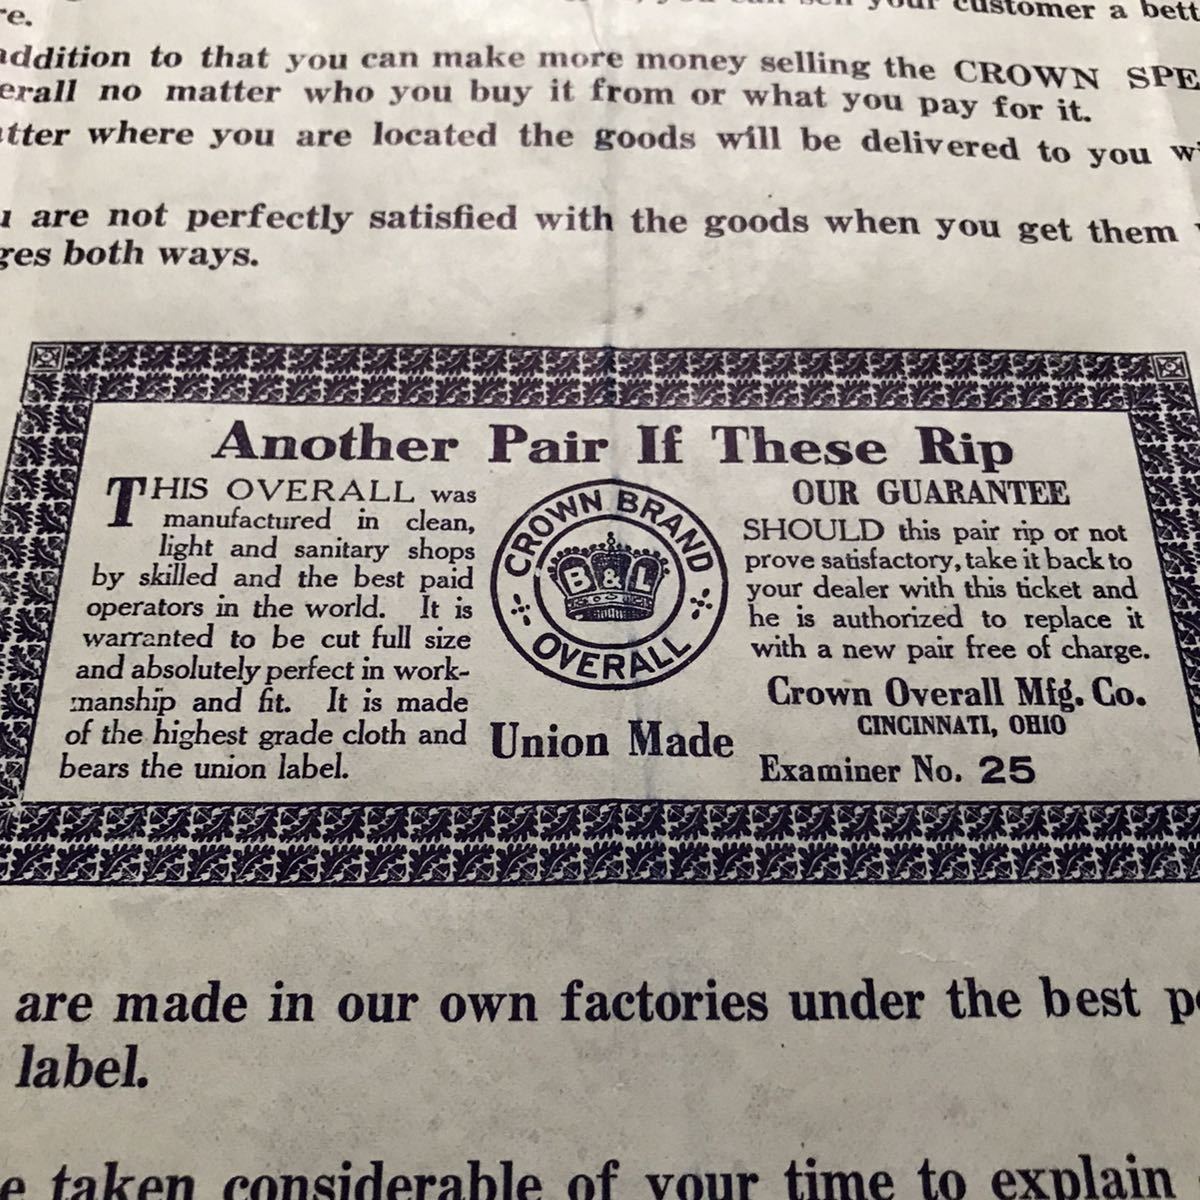 re.
your customer a bett
addition to that you can make more money selling the CROWN SPE
erall no matter who you buy it from or what you pay for it.
tter where you are located the goods will be delivered to you wi
u are not perfectly satisfied with the goods when you get them
ges both ways.
Another Pair If These Rip
THIS OVERALL was
manufactured in clean,
light and sanitary shops
by skilled and the best paid
operators in the world. It is
warranted to be cut full size
and absolutely perfect in work-
manship and fit. It is made
of the highest grade cloth and
bears the union label.
CROWN BRAND
B & L
OVERALL
Union Made
OUR GUARANTEE
SHOULD this pair rip or not
prove satisfactory, take it back to
your dealer with this ticket and
he is authorized to replace it
with a new pair free of charge.
Crown Overall Mfg. Co.
CINCINNATI, OHIO
Examiner No. 25
are made in our own factories under the best p
label.
e taken considerable of your time to explain